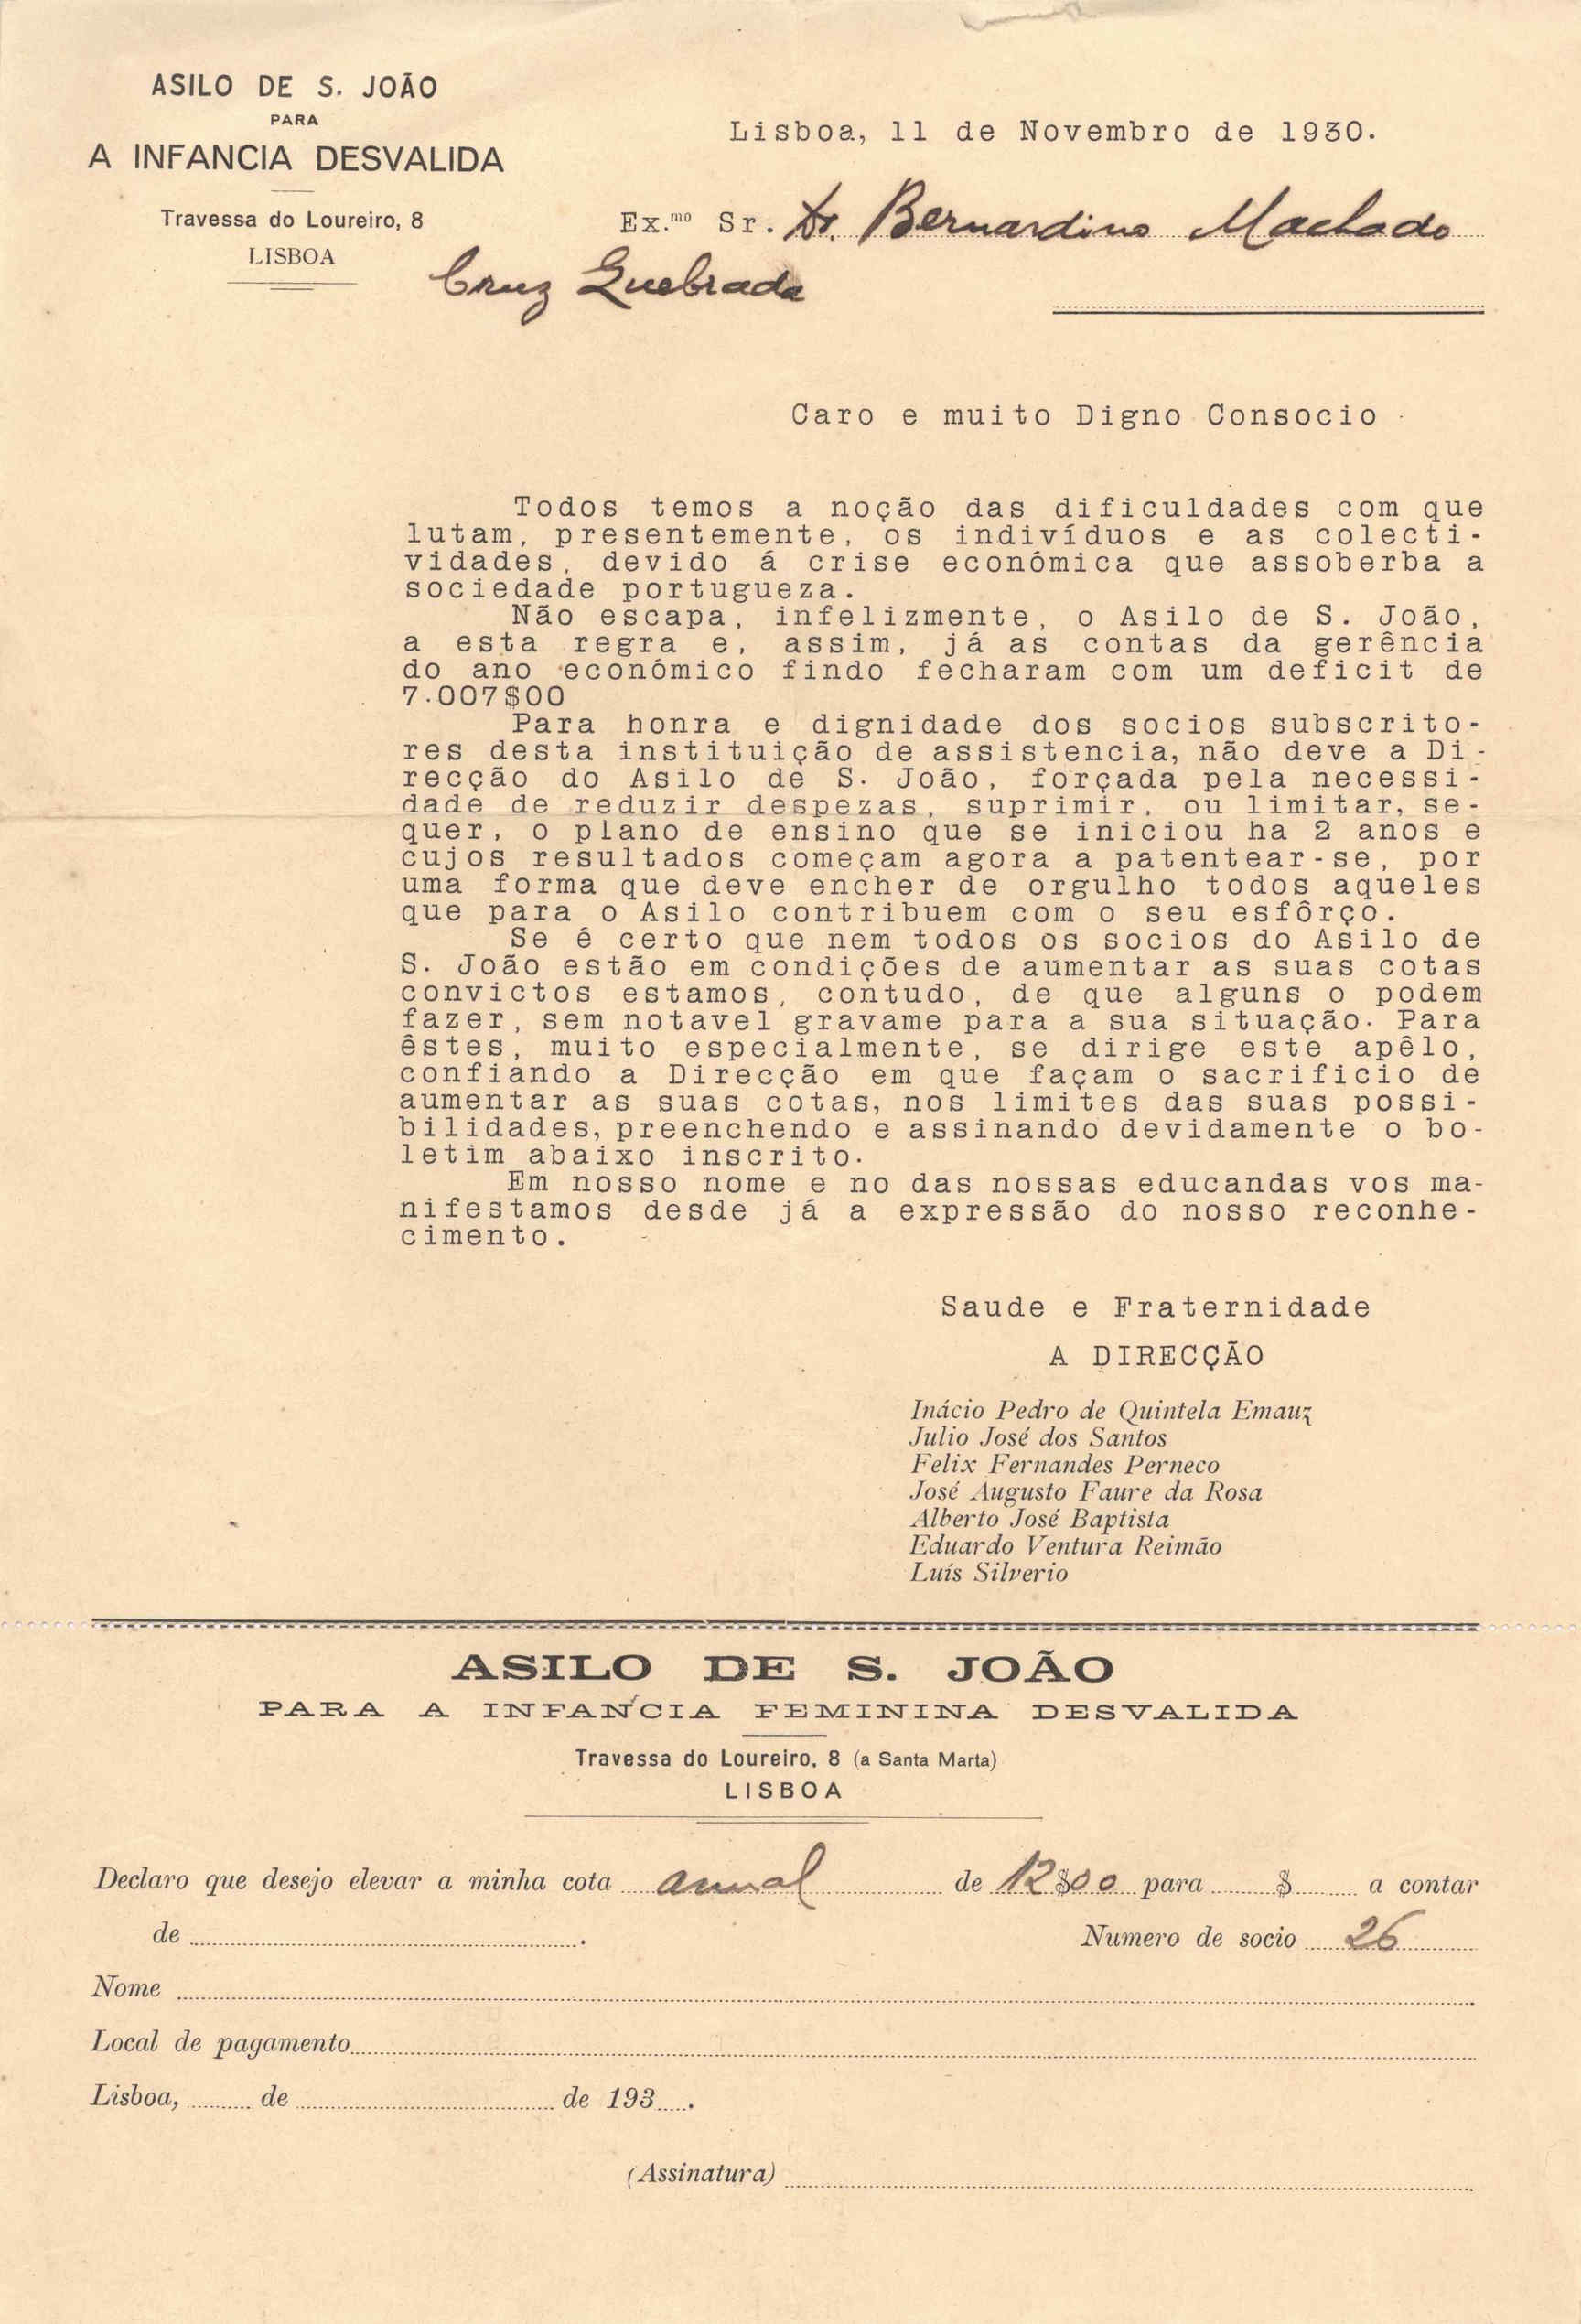 ASILO DE S. JOÃO
PARA
A INFANCIA DESVALIDA
Travessa do Loureiro, 8
LISBOA
Lisboa, 11 de Novembro de 1930.
Ex.mo Sr. Dr. Bernardino Machado
Cruz Quebrada
Caro e muito Digno Consocio
Todos temos a noção das dificuldades com que
lutam, presentemente, os indivíduos e as colecti-
vidades, devido á crise económica que assoberba a
sociedade portugueza.
Não escapa, infelizmente, o Asilo de S. João,
a esta regra e, assim, já as contas da gerência
do ano económico findo fecharam com um deficit de
7.007$00
Para honra e dignidade dos socios subscrito-
res desta instituição de assistencia, não deve a Di-
recção do Asilo de S. João, forçada pela necessi-
dade de reduzir despezas, suprimir, ou limitar, se-
quer, o plano de ensino que se iniciou ha 2 anos e
cujos resultados começam agora a patentear-se, por
uma forma que deve encher de orgulho todos aqueles
que para o Asilo contribuem com o seu esfôrço.
Se é certo que nem todos os socios do Asilo de
S. João estão em condições de aumentar as suas cotas
convictos estamos, contudo, de que alguns o podem
fazer, sem notavel gravame para a sua situação. Para
êstes, muito especialmente, se dirige este apêlo,
confiando a Direcção em que façam o sacrificio de
aumentar as suas cotas, nos limites das suas possi-
bilidades, preenchendo e assinando devidamente o bo-
letim abaixo inscrito.
Em nosso nome e no das nossas educandas vos ma-
nifestamos desde já a expressão do nosso reconhe-
cimento.
Saude e Fraternidade
A DIRECÇÃO
Inácio Pedro de Quintela Emauz
Julio José dos Santos
Felix Fernandes Perneco
José Augusto Faure da Rosa
Alberto José Baptista
Eduardo Ventura Reimão
Luís Silverio
ASILO DE S. JOÃO
PARA A INFANCIA FEMININA DESVALIDA
Travessa do Loureiro, 8 (a Santa Marta)
LISBOA
Declaro que desejo elevar a minha cota anual de 12$00 para $ a contar
de . Numero de socio 26
Nome
Local de pagamento
Lisboa, de de 193 .
(Assinatura)